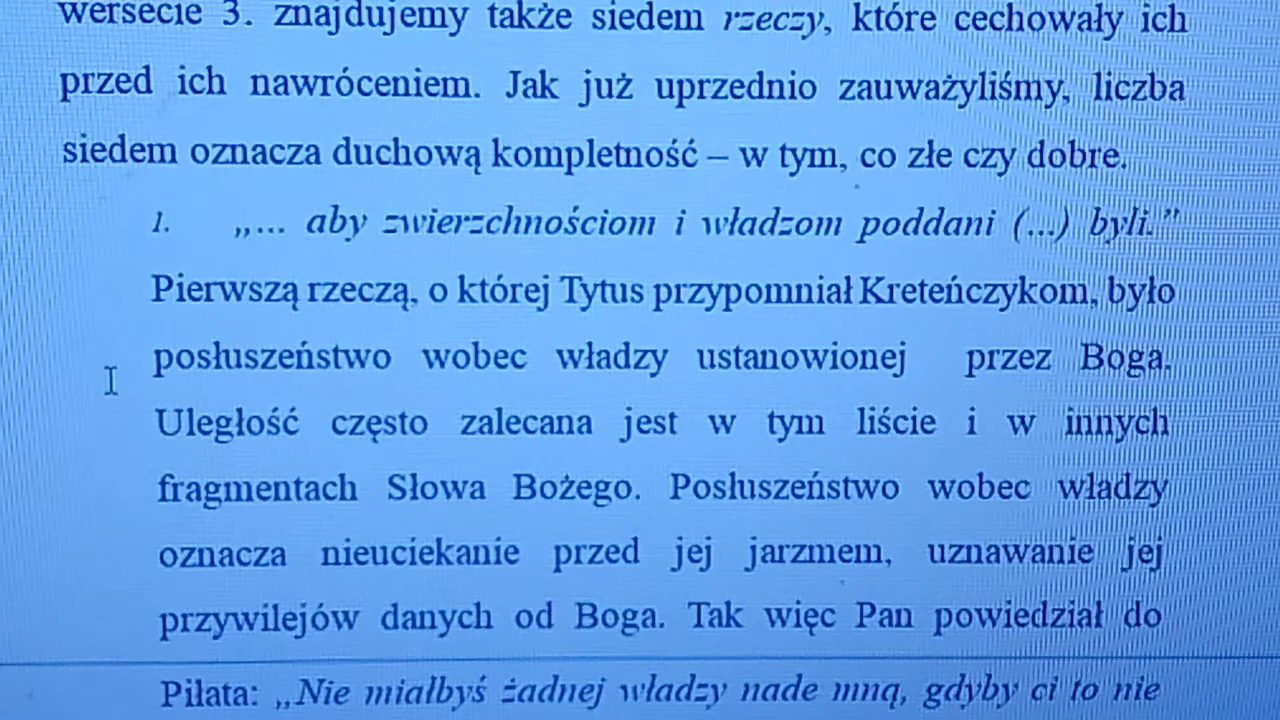 wersecie 3. znajdujemy także siedem rzeczy, które cechowały ich
przed ich nawróceniem. Jak już uprzednio zauważyliśmy, liczba
siedem oznacza duchową kompletność – w tym, co złe czy dobre.
1. „... aby zwierzchnościom i władzom poddani (...) byli.”
Pierwszą rzeczą, o której Tytus przypomniał Kreteńczykom, było
posłuszeństwo wobec władzy ustanowionej przez Boga.
Uległość często zalecana jest w tym liście i w innych
fragmentach Słowa Bożego. Posłuszeństwo wobec władzy
oznacza nieuciekanie przed jej jarzmem, uznawanie jej
przywilejów danych od Boga. Tak więc Pan powiedział do
Piłata: „Nie miałbyś żadnej władzy nade mną, gdyby ci to nie